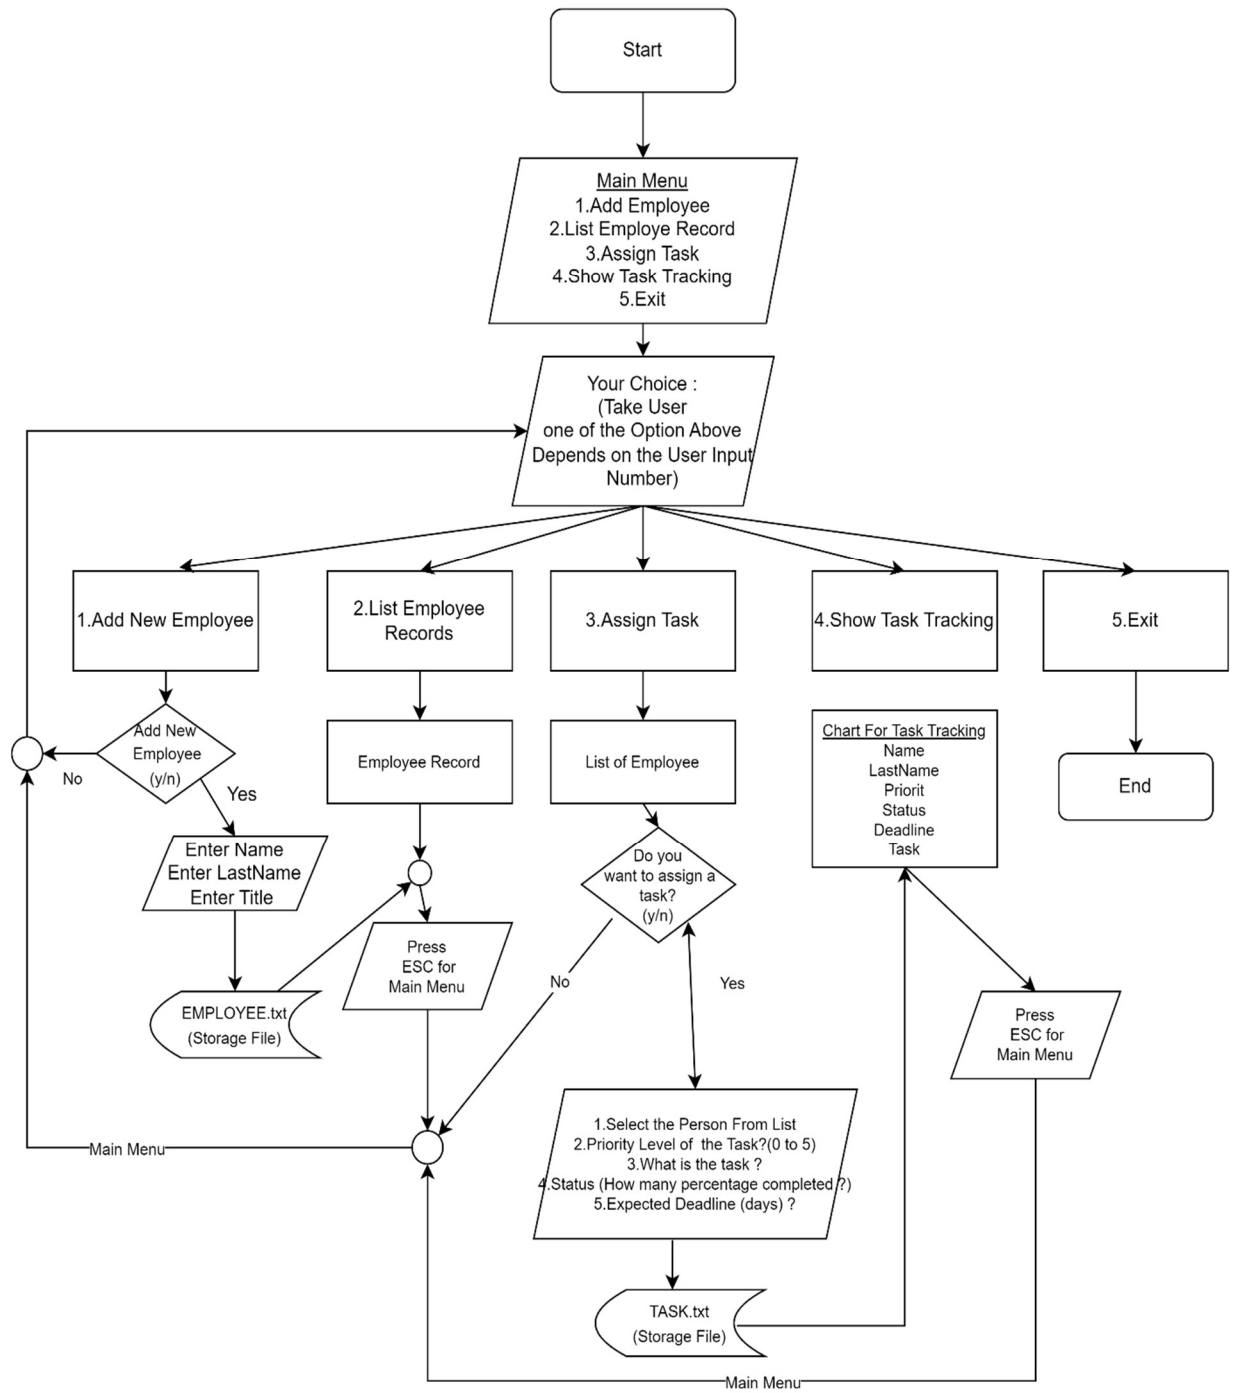 Start
Main Menu
1.Add Employee
2.List Employe Record
3.Assign Task
4.Show Task Tracking
5.Exit
Your Choice :
(Take User
one of the Option Above
Depends on the User Input
Number)
1.Add New Employee
2.List Employee
Records
3.Assign Task
4.Show Task Tracking
5.Exit
Add New
Employee
(y/n)
No
Yes
Employee Record
List of Employee
Chart For Task Tracking
Name
LastName
Priorit
Status
Deadline
Task
End
Enter Name
Enter LastName
Enter Title
Do you
want to assign a
task?
(y/n)
Press
ESC for
Main Menu
No
Yes
EMPLOYEE.txt
(Storage File)
Press
ESC for
Main Menu
Main Menu
1.Select the Person From List
2.Priority Level of the Task?(0 to 5)
3.What is the task ?
4.Status (How many percentage completed ?)
5.Expected Deadline (days) ?
TASK.txt
(Storage File)
Main Menu